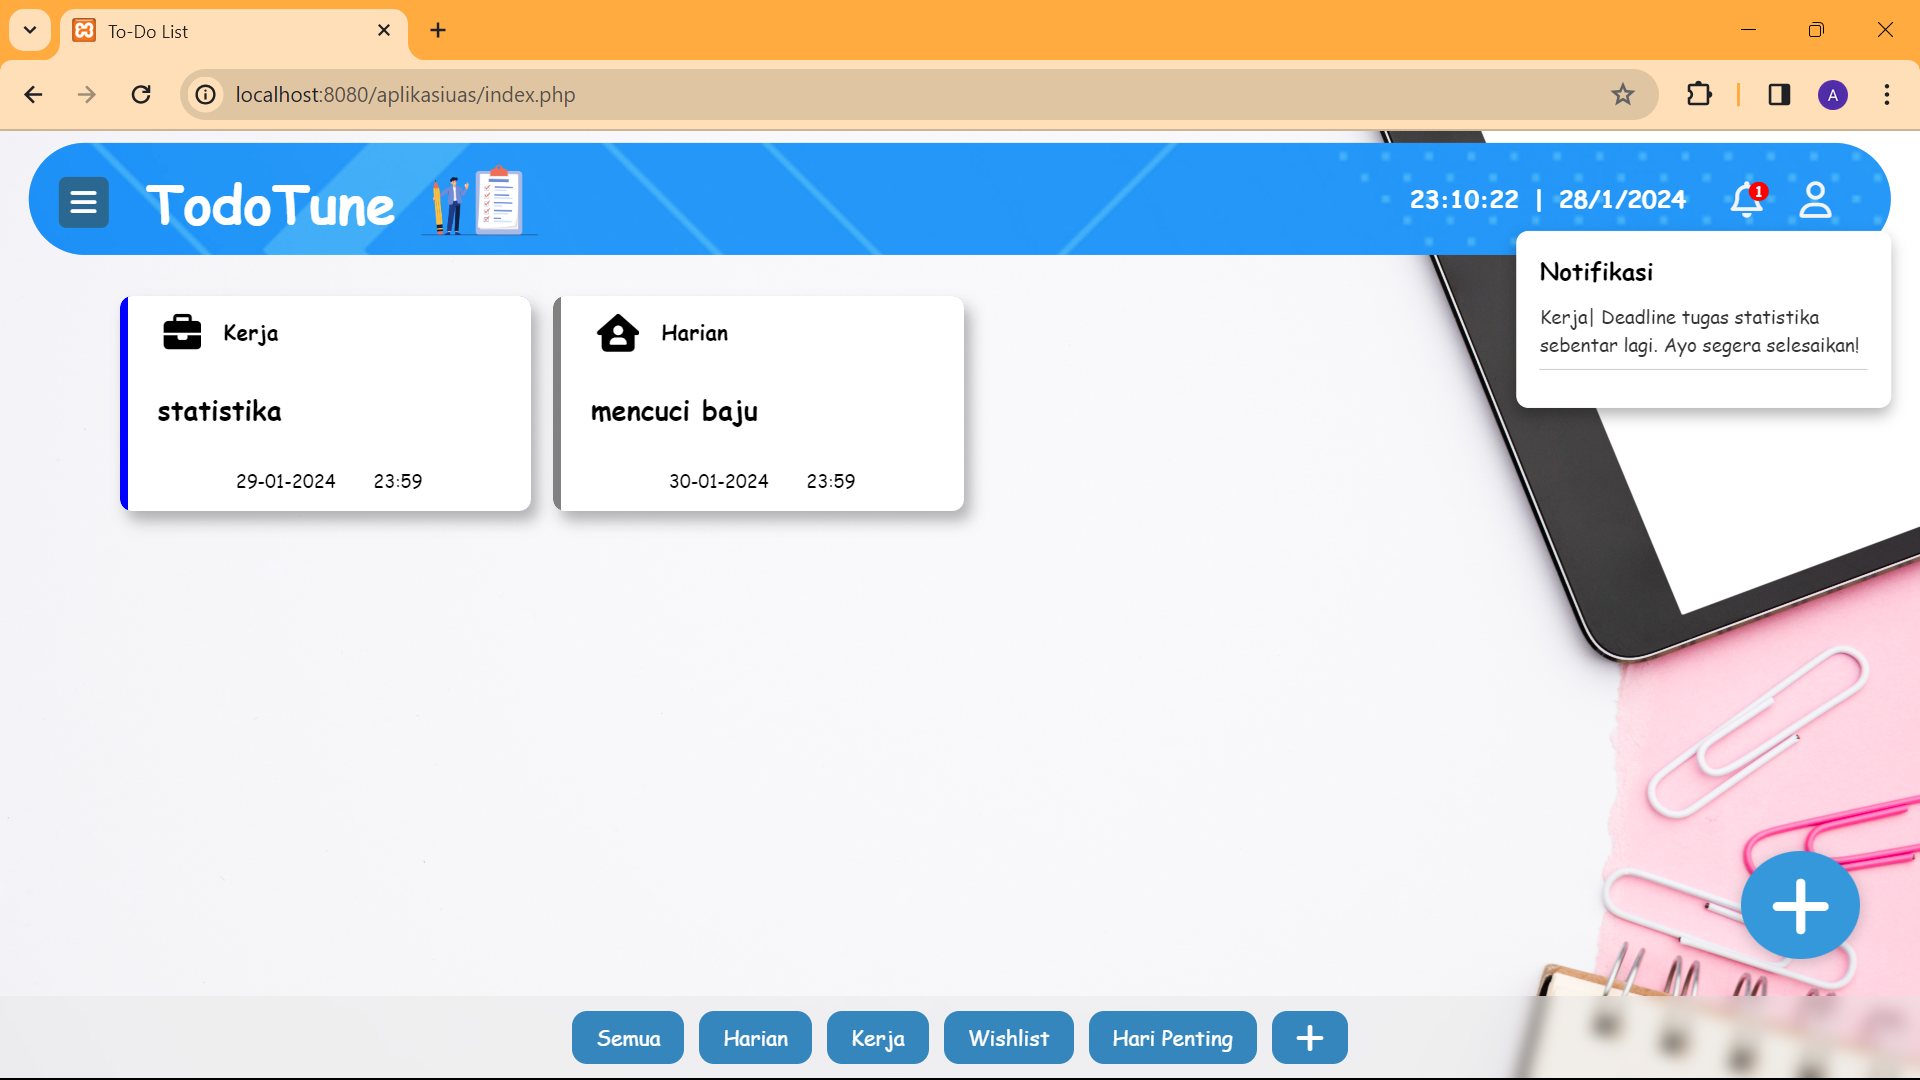 To-Do List
localhost:8080/aplikasiuas/index.php
A
TodoTune
23:10:22 | 28/1/2024
1
Notifikasi
Kerja| Deadline tugas statistika
sebentar lagi. Ayo segera selesaikan!
Kerja
statistika
29-01-2024 23:59
Harian
mencuci baju
30-01-2024 23:59
Semua
Harian
Kerja
Wishlist
Hari Penting